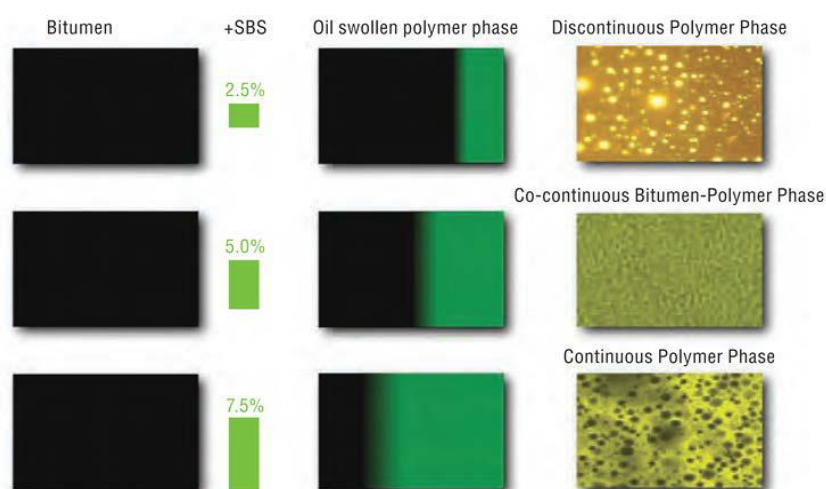 Bitumen
+SBS
Oil swollen polymer phase
Discontinuous Polymer Phase
2.5%
Co-continuous Bitumen-Polymer Phase
5.0%
Continuous Polymer Phase
7.5%